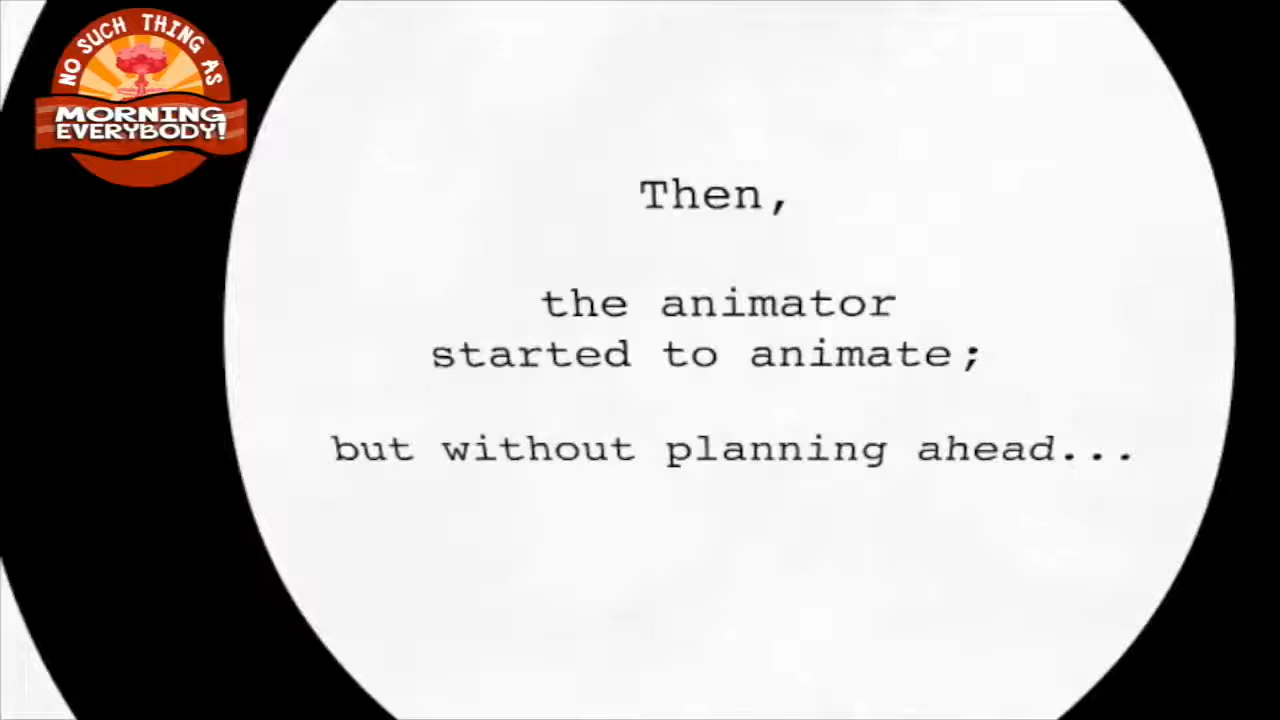 NO SUCH THING AS
MORNING
EVERYBODY!
Then,
the animator
started to animate;
but without planning ahead...